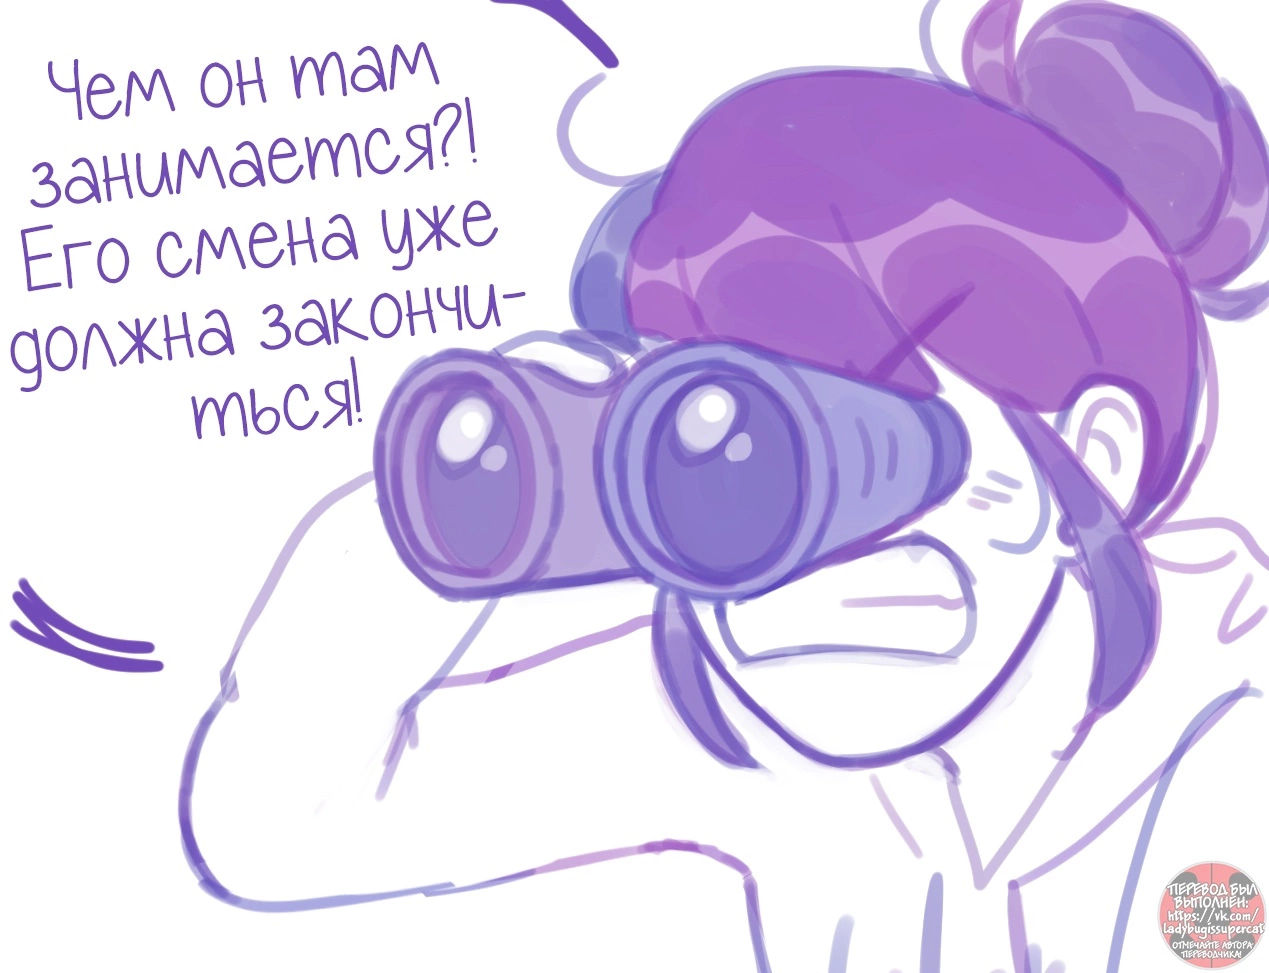 Чем он там
занимается?!
Его смена уже
должна закончи-
ться!
ПЕРЕВОД БЫЛ
ВЫПОЛНЕН:
https://vk.com/
ladybugissupercat
ОТМЕЧАЙТЕ АВТОРА
ПЕРЕВОДЧИКА!